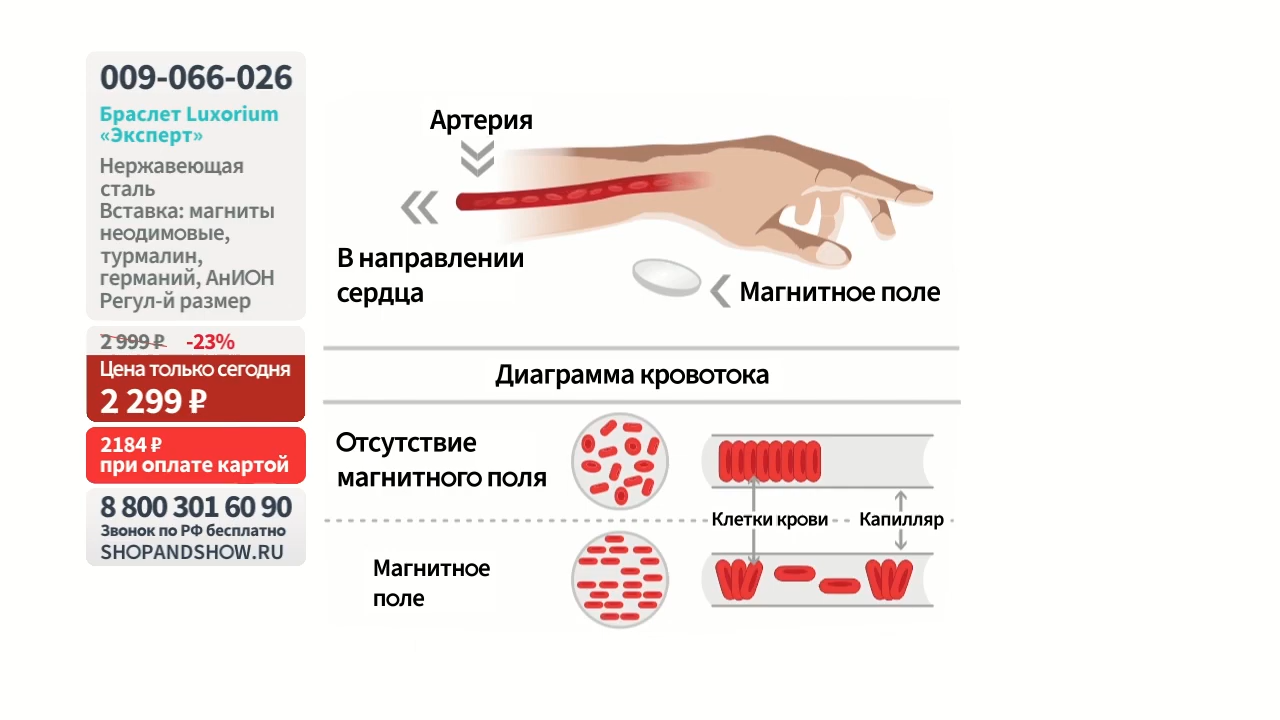 009-066-026
Браслет Luxorium
«Эксперт»
Нержавеющая
сталь
Вставка: магниты
неодимовые,
турмалин,
германий, АнИОН
Регул-й размер
2 999 ₽ -23%
Цена только сегодня
2 299 ₽
2184 ₽
при оплате картой
8 800 301 60 90
Звонок по РФ бесплатно
SHOPANDSHOW.RU
Артерия
В направлении
сердца
Магнитное поле
Диаграмма кровотока
Отсутствие
магнитного поля
Клетки крови
Капилляр
Магнитное
поле